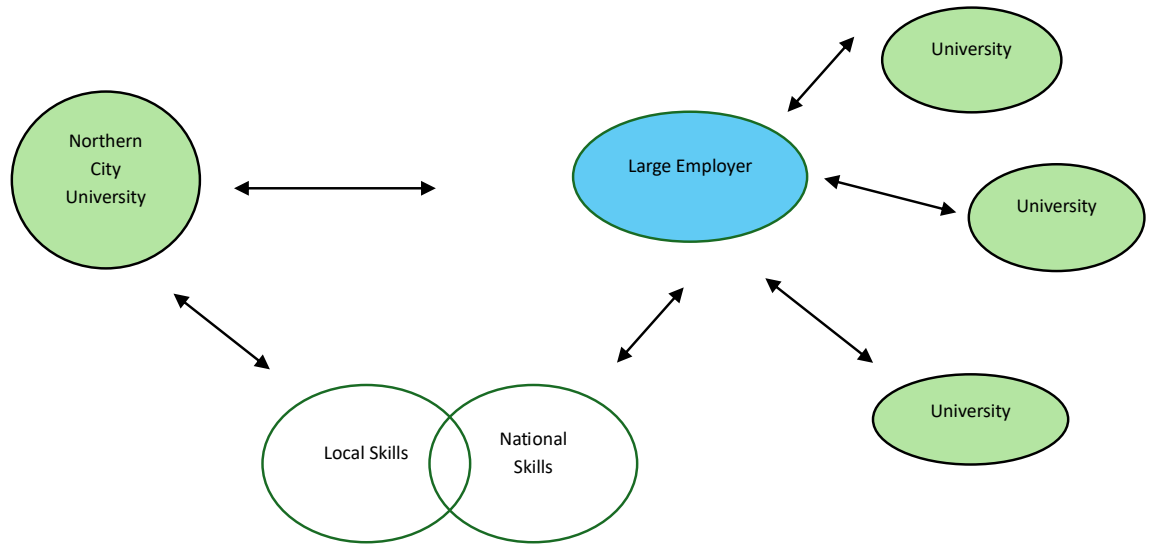 University
Northern
City
University
Large Employer
University
University
Local Skills
National
Skills